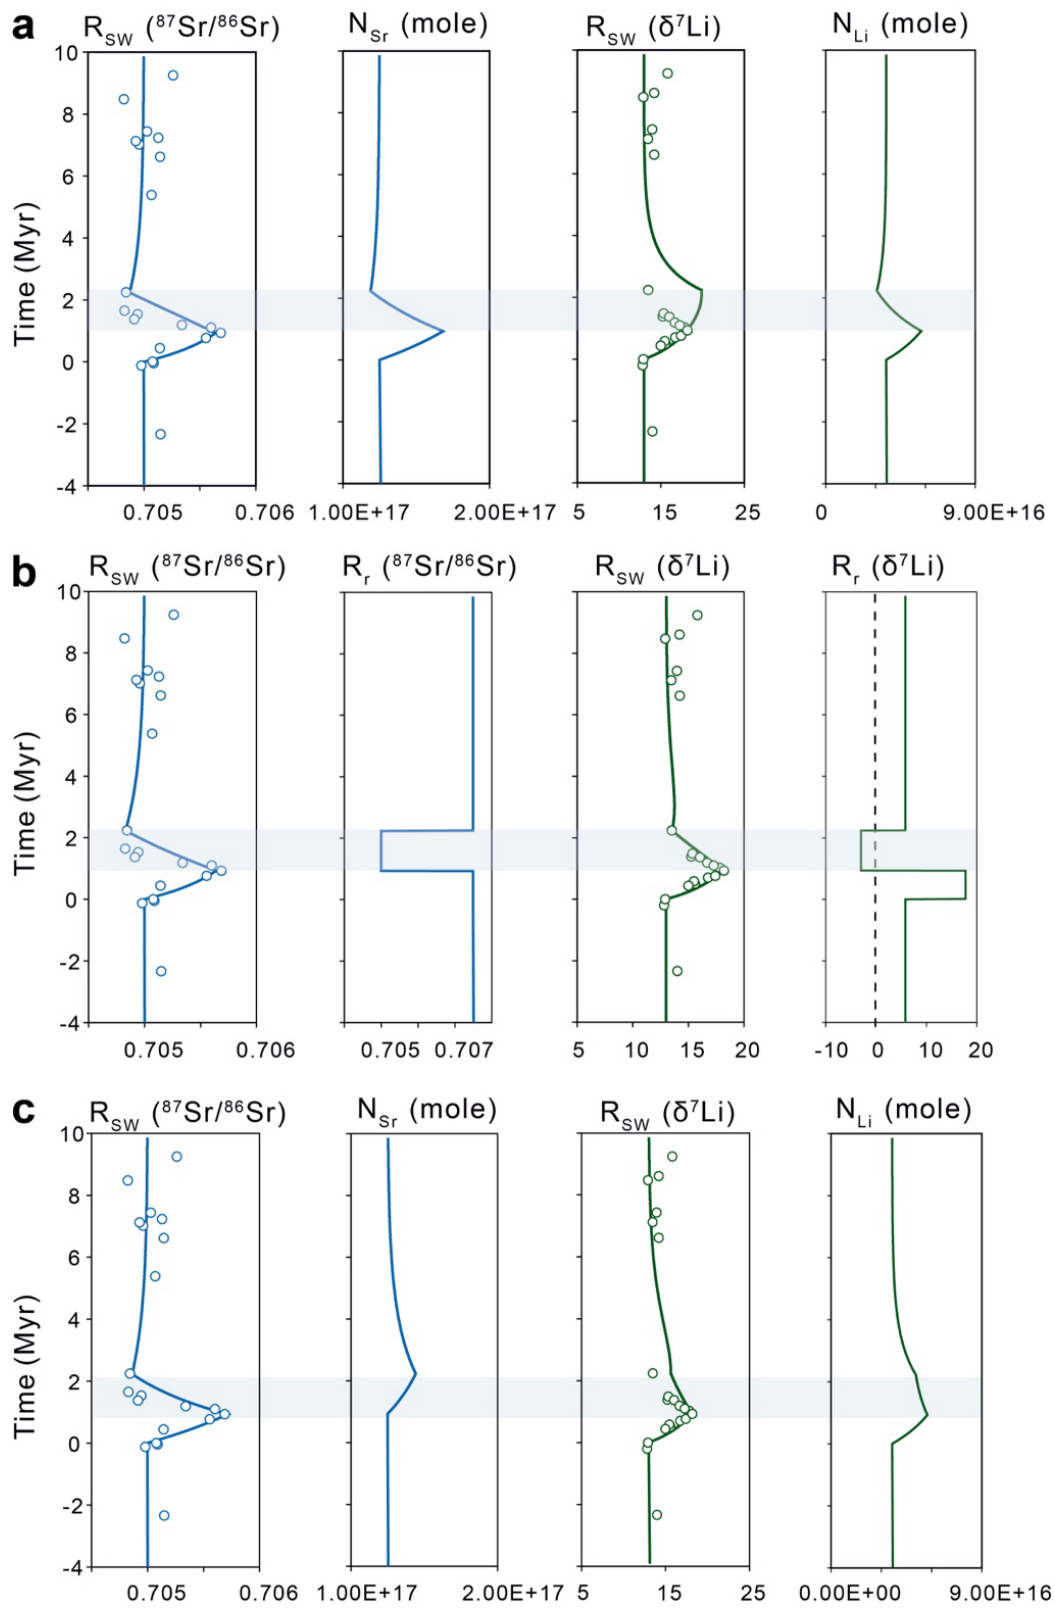 a
R_SW (⁸⁷Sr/⁸⁶Sr) N_Sr (mole) R_SW (δ⁷Li) N_Li (mole)
10
8
6
4
2
0
-2
-4
Time (Myr)
0.705 0.706 1.00E+17 2.00E+17 5 15 25 0 9.00E+16
b
R_SW (⁸⁷Sr/⁸⁶Sr) R_r (⁸⁷Sr/⁸⁶Sr) R_SW (δ⁷Li) R_r (δ⁷Li)
10
8
6
4
2
0
-2
-4
Time (Myr)
0.705 0.706 0.705 0.707 5 10 15 20 -10 0 10 20
c
R_SW (⁸⁷Sr/⁸⁶Sr) N_Sr (mole) R_SW (δ⁷Li) N_Li (mole)
10
8
6
4
2
0
-2
-4
Time (Myr)
0.705 0.706 1.00E+17 2.00E+17 5 15 25 0.00E+00 9.00E+16